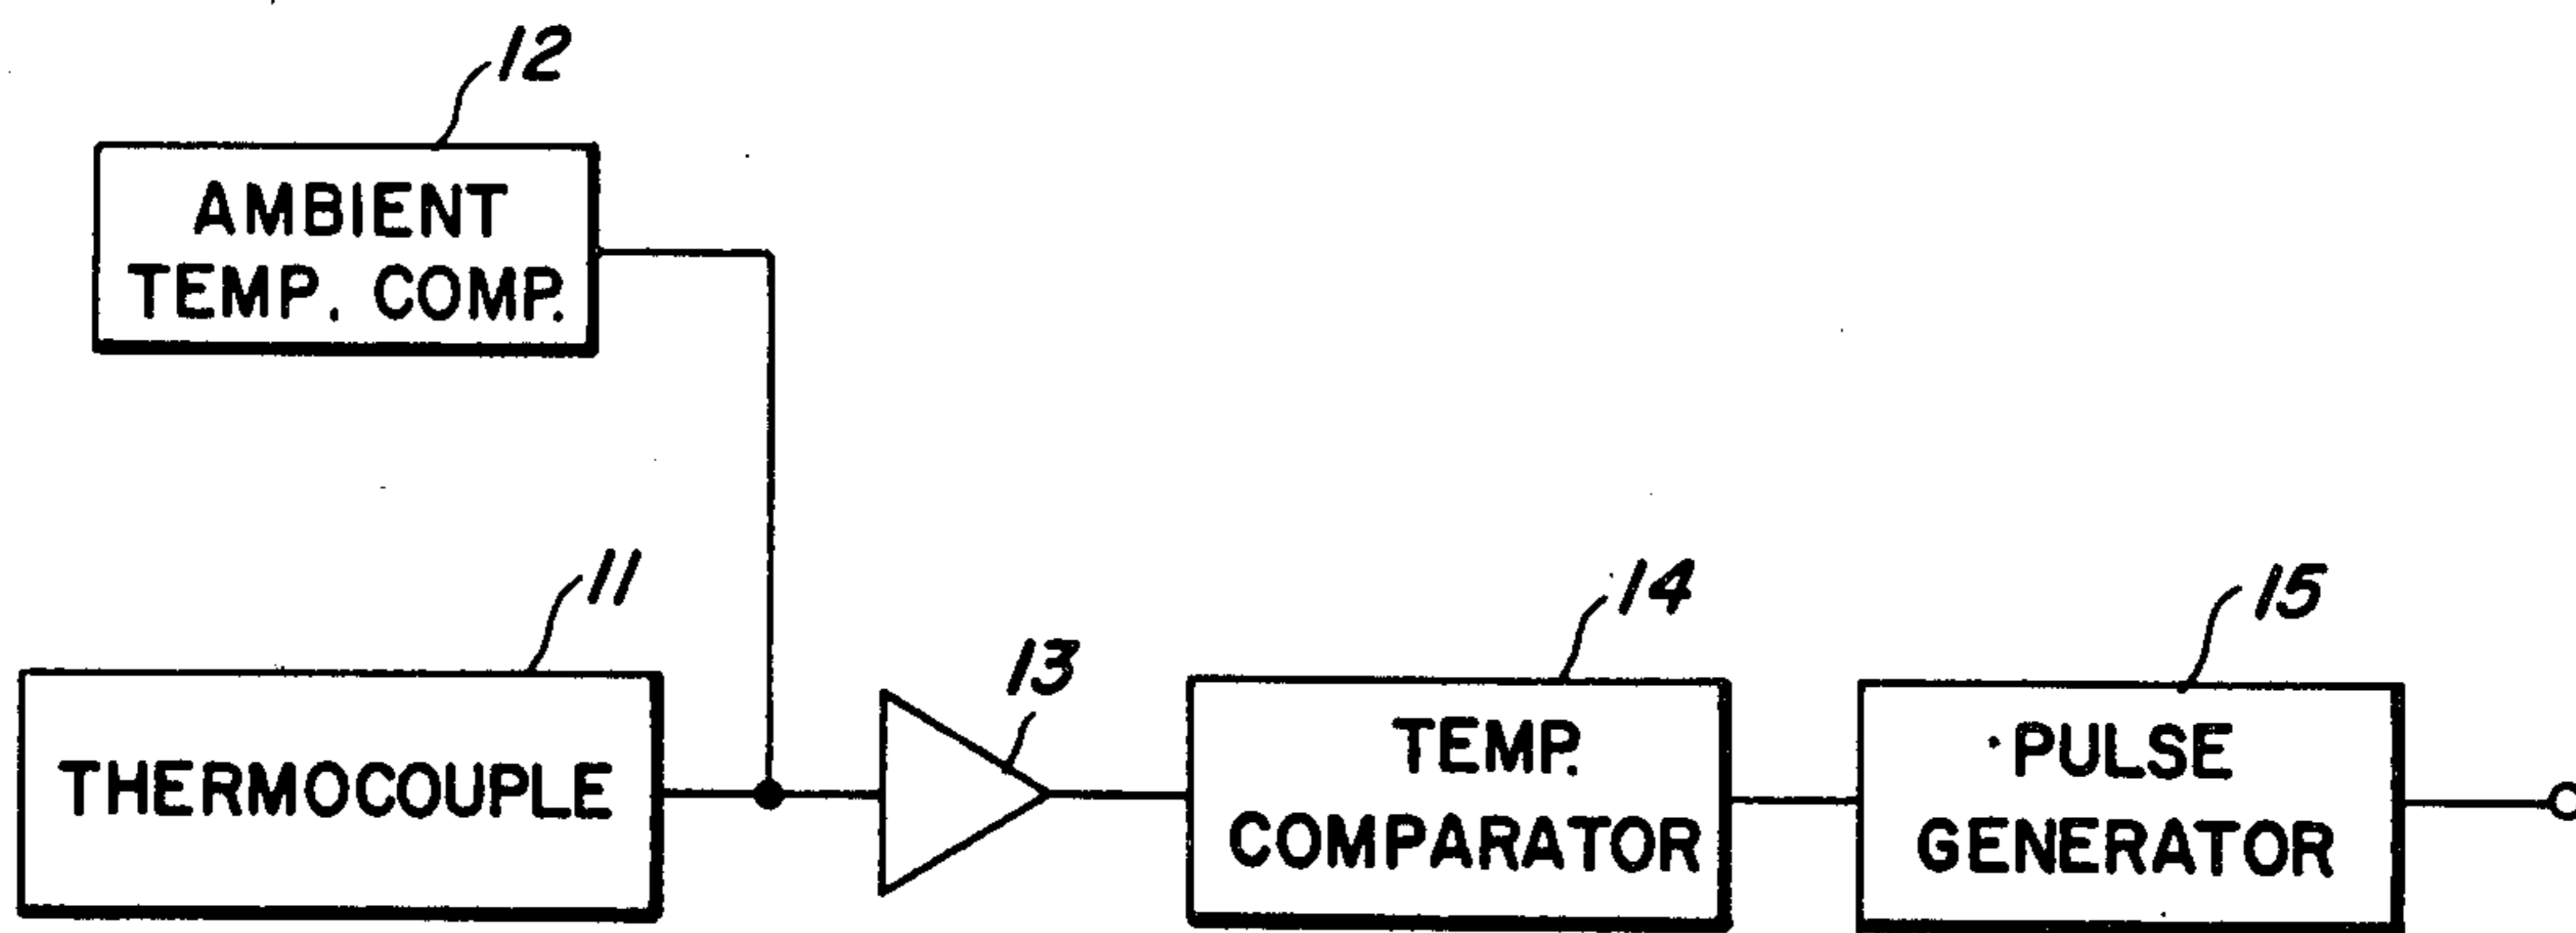 12
AMBIENT
TEMP. COMP.
11
THERMOCOUPLE
13
14
TEMP.
COMPARATOR
15
PULSE
GENERATOR